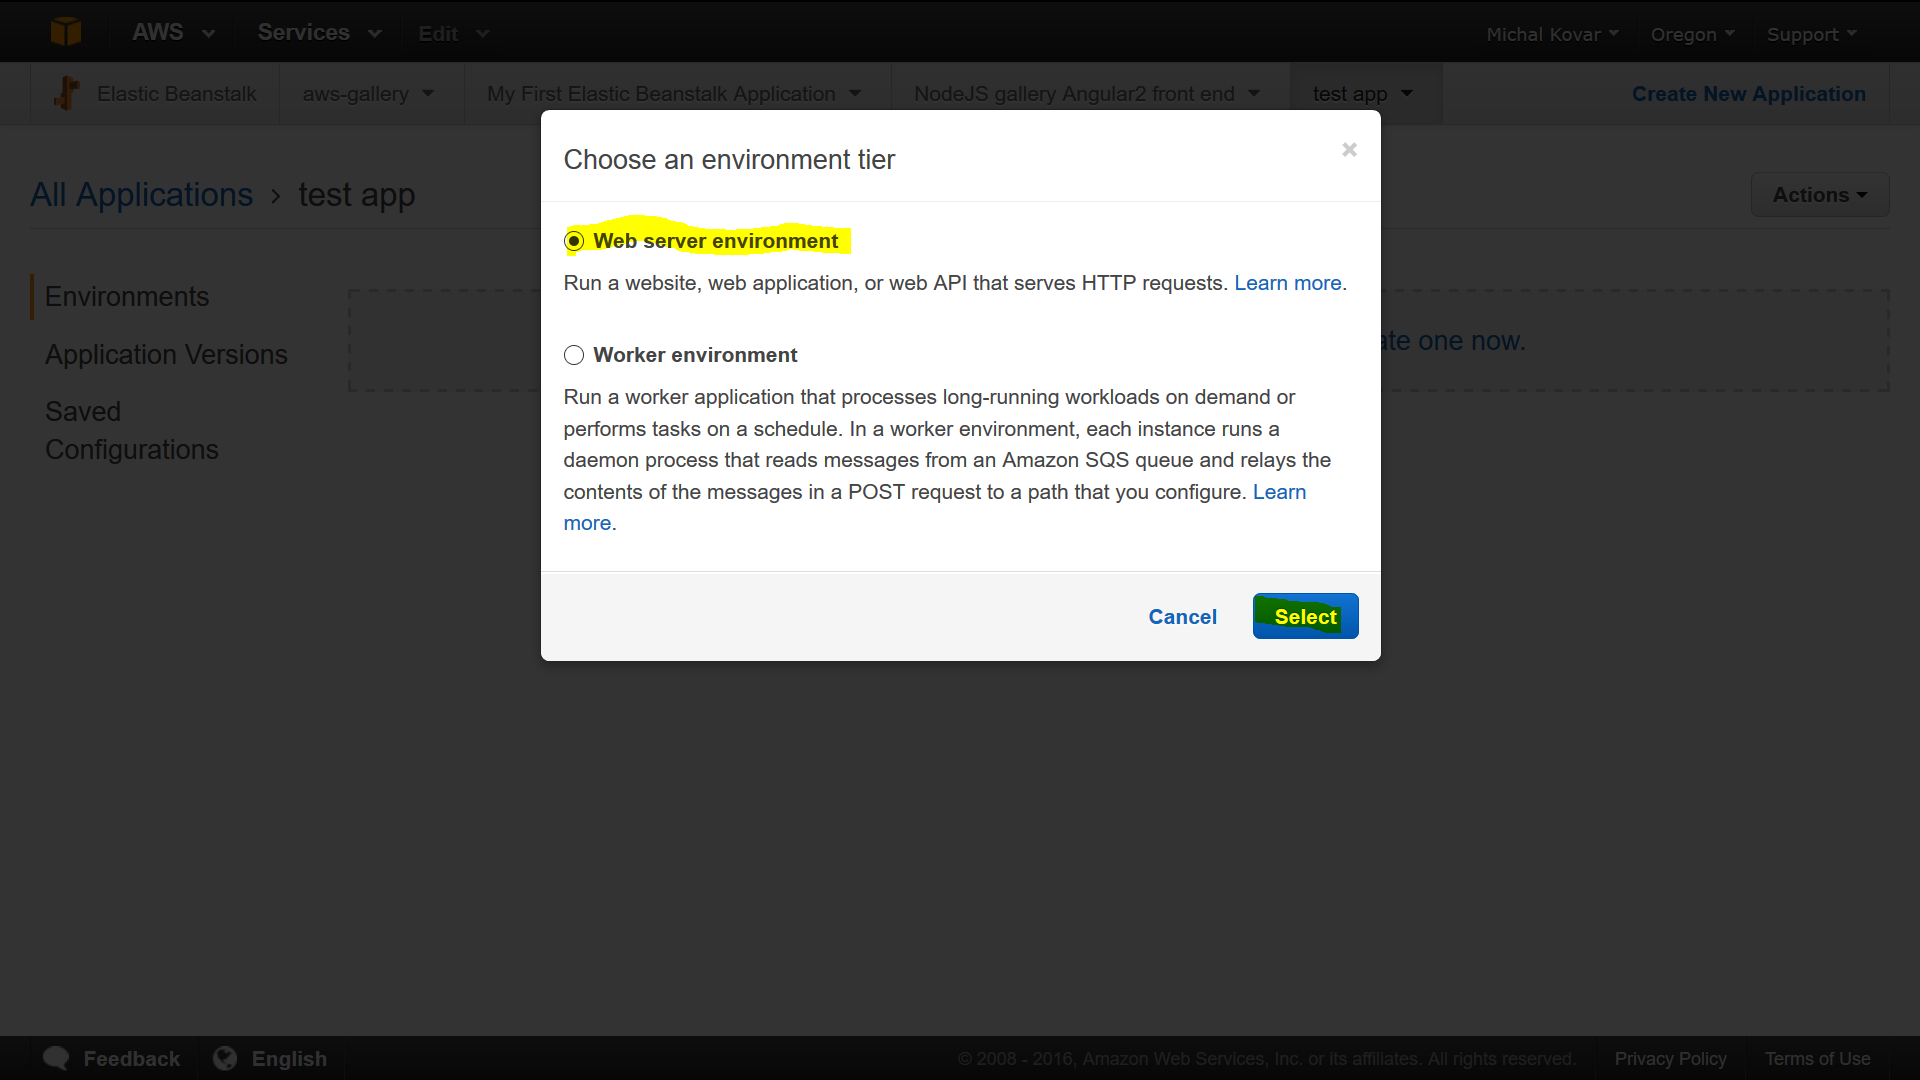 AWS Services Edit Michal Kovar Oregon Support
Elastic Beanstalk aws-gallery My First Elastic Beanstalk Application NodeJS gallery Angular2 front end test app Create New Application
Choose an environment tier
All Applications › test app Actions
Web server environment
Run a website, web application, or web API that serves HTTP requests. Learn more.
Environments
one now.
Application Versions
Worker environment
Run a worker application that processes long-running workloads on demand or
performs tasks on a schedule. In a worker environment, each instance runs a
daemon process that reads messages from an Amazon SQS queue and relays the
contents of the messages in a POST request to a path that you configure. Learn
more.
Saved
Configurations
Cancel Select
Feedback English © 2008 - 2016, Amazon Web Services, Inc. or its affiliates. All rights reserved. Privacy Policy Terms of Use